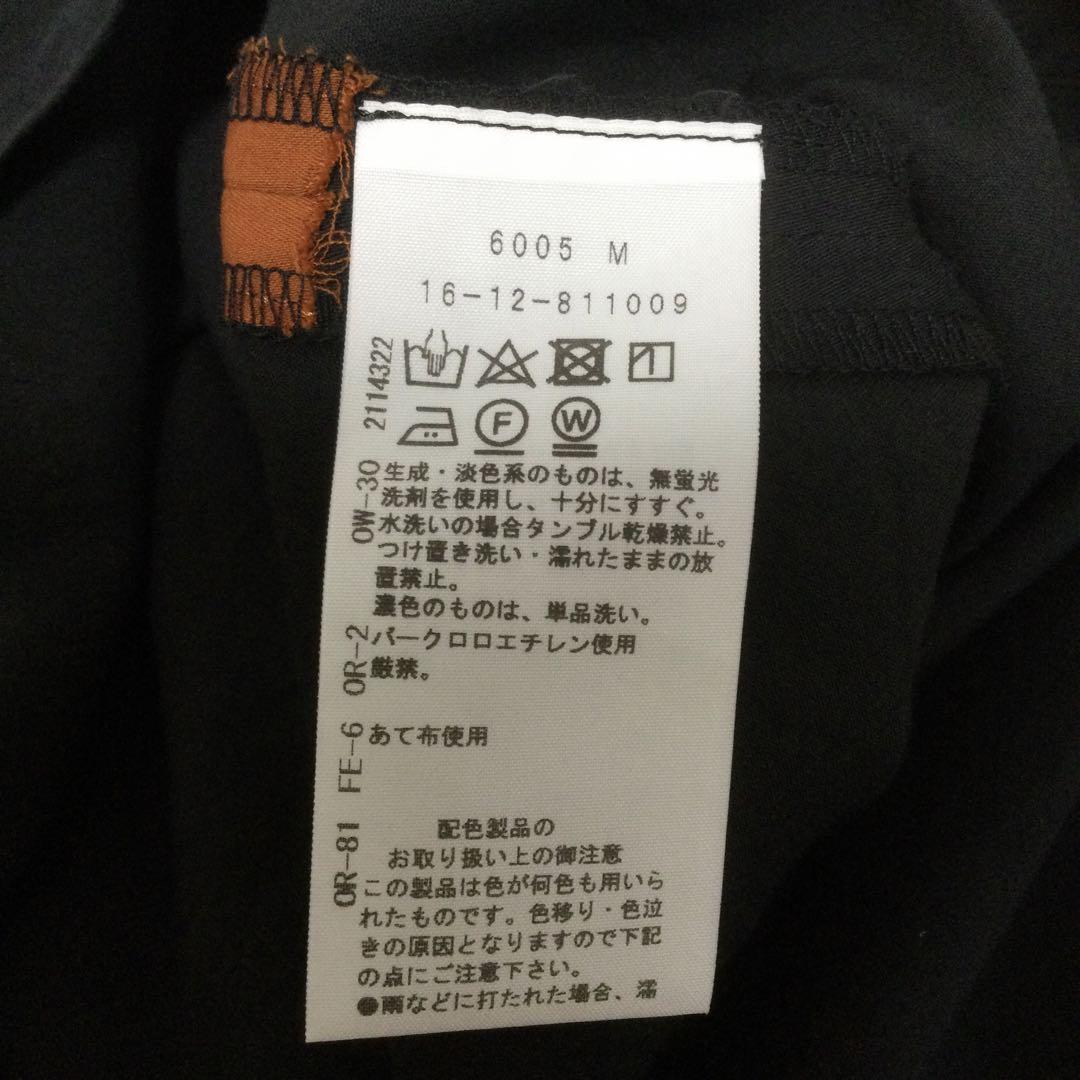 6005 M
16-12-811009
F W
生成・淡色系のものは、無蛍光
洗剤を使用し、十分にすすぐ。
水洗いの場合タンブル乾燥禁止。
つけ置き洗い・濡れたままの放
置禁止。
濃色のものは、単品洗い。
パークロロエチレン使用
厳禁。
あて布使用
配色製品の
お取り扱い上の御注意
この製品は色が何色も用いら
れたものです。色移り・色泣
きの原因となりますので下記
の点にご注意下さい。
●雨などに打たれた場合、濡
OR-81 FE-6 OR-2 OW-30 2114322